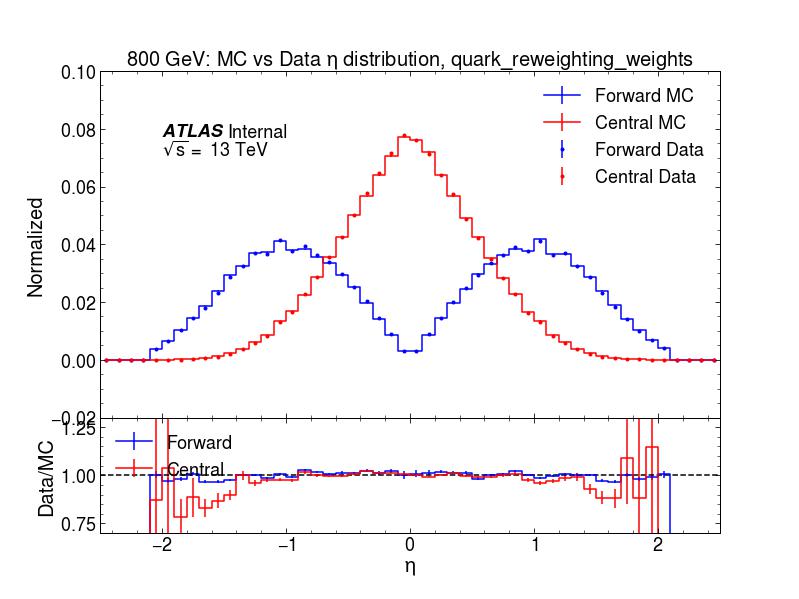 800 GeV: MC vs Data η distribution, quark_reweighting_weights
0.10
0.08
0.06
0.04
0.02
0.00
−0.02
Normalized
ATLAS Internal
√s = 13 TeV
Forward MC
Central MC
Forward Data
Central Data
1.25
1.00
0.75
Data/MC
Forward
Central
−2 −1 0 1 2
η